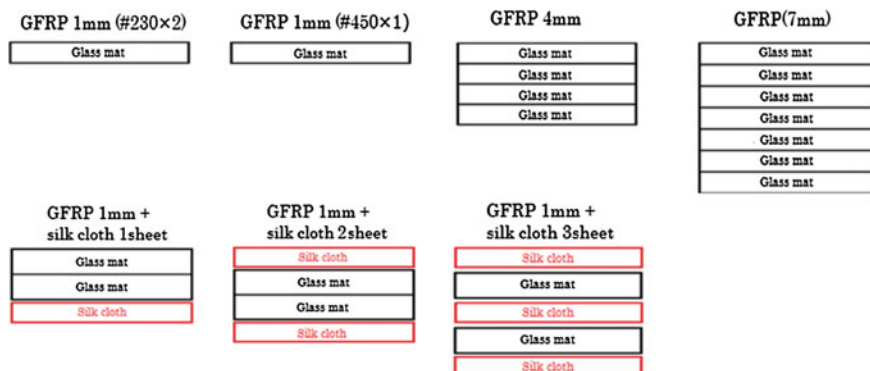 GFRP 1mm (#230×2)
Glass mat
GFRP 1mm (#450×1)
Glass mat
GFRP 4mm
Glass mat
Glass mat
Glass mat
Glass mat
GFRP(7mm)
Glass mat
Glass mat
Glass mat
Glass mat
Glass mat
Glass mat
Glass mat
GFRP 1mm +
silk cloth 1sheet
Glass mat
Glass mat
Silk cloth
GFRP 1mm +
silk cloth 2sheet
Silk cloth
Glass mat
Glass mat
Silk cloth
GFRP 1mm +
silk cloth 3sheet
Silk cloth
Glass mat
Silk cloth
Glass mat
Silk cloth